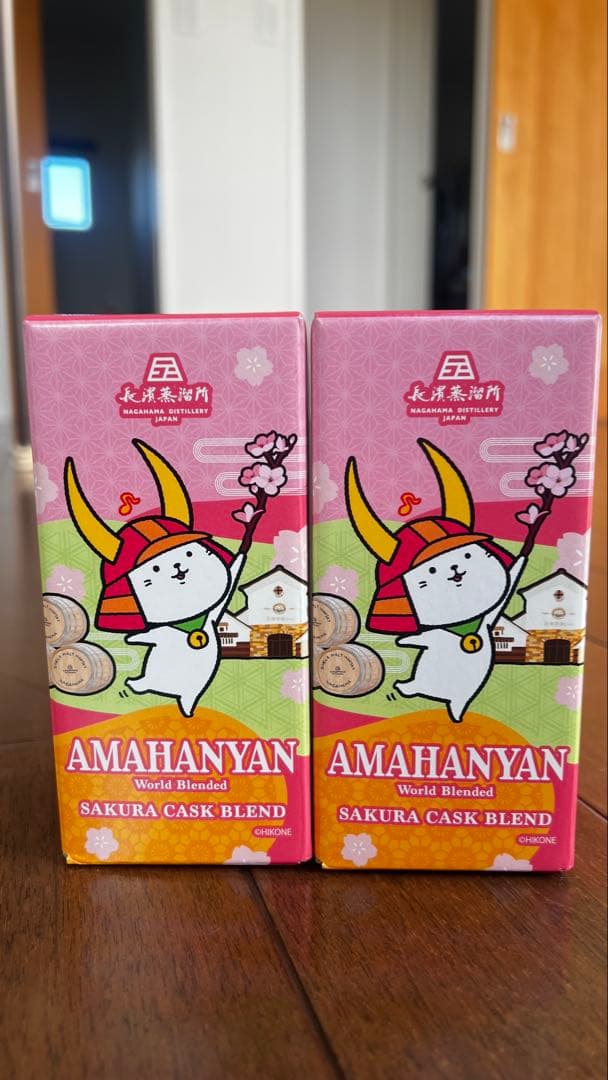 長濱蒸溜所
NAGAHAMA DISTILLERY
JAPAN
AMAHANYAN
World Blended
SAKURA CASK BLEND
©HIKONE
長濱蒸溜所
NAGAHAMA DISTILLERY
JAPAN
AMAHANYAN
World Blended
SAKURA CASK BLEND
©HIKONE